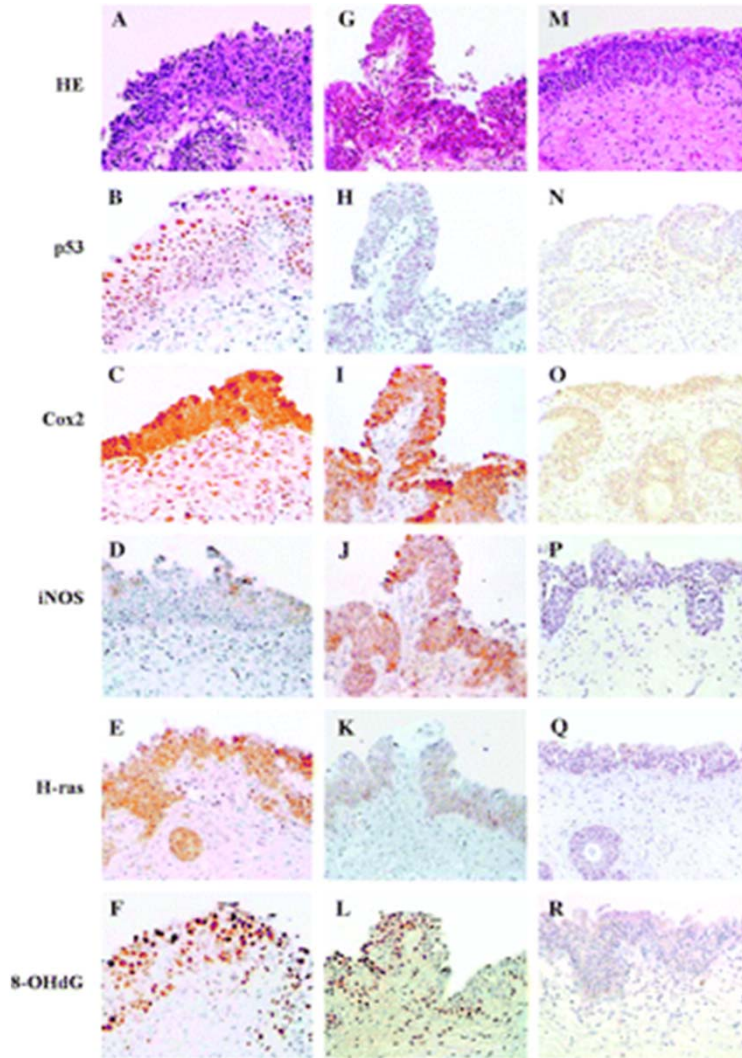 A G M
HE
B H N
p53
C I O
Cox2
D J P
iNOS
E K Q
H-ras
F L R
8-OHdG